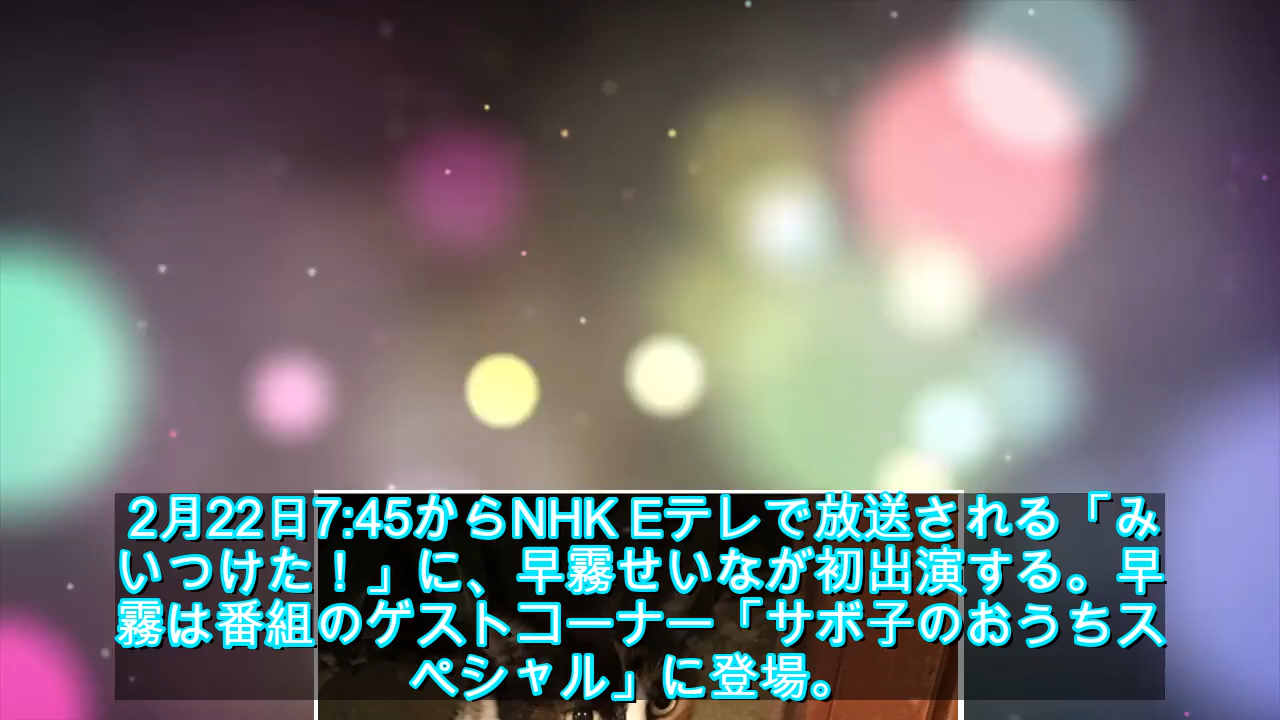 2月22日7:45からNHK Eテレで放送される「み
いつけた！」に、早霧せいなが初出演する。早
霧は番組のゲストコーナー「サボ子のおうちス
ペシャル」に登場。